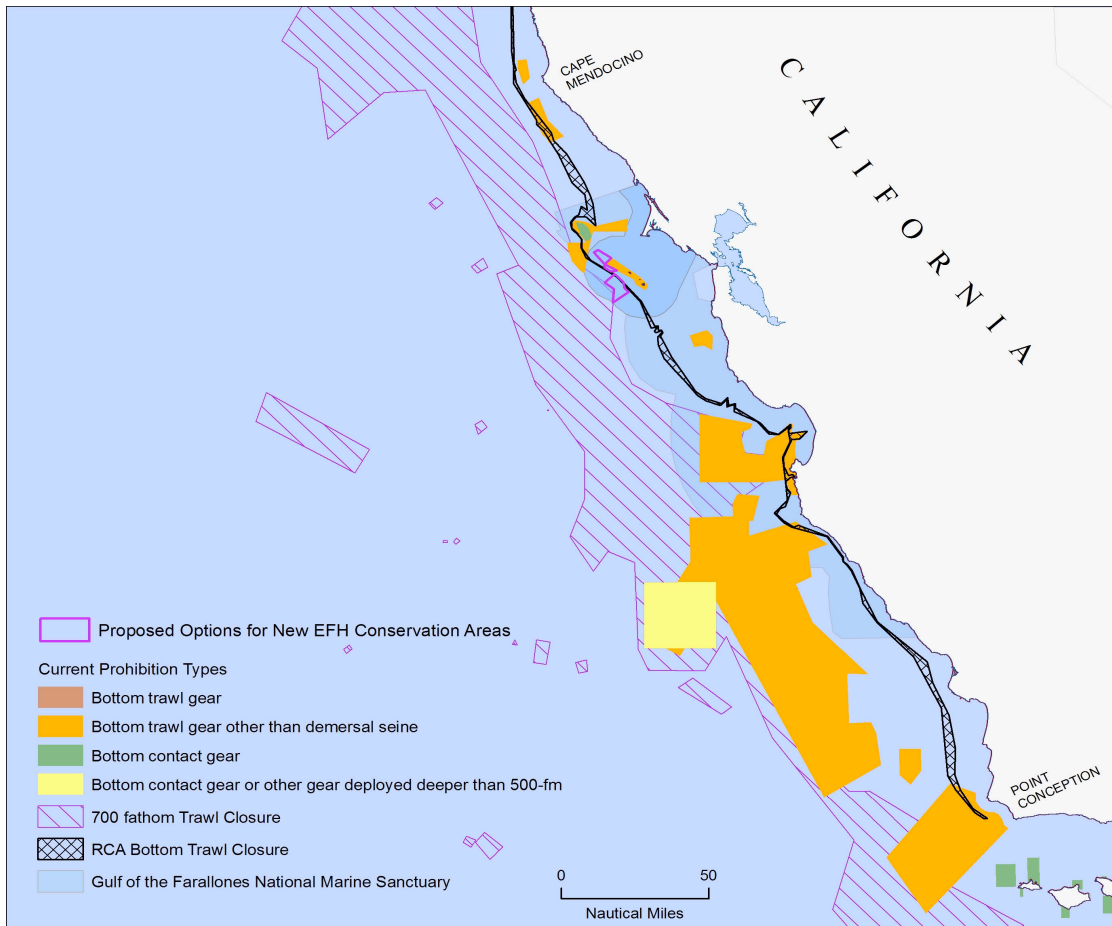 CAPE
MENDOCINO
CALIFORNIA
Proposed Options for New EFH Conservation Areas
Current Prohibition Types
Bottom trawl gear
Bottom trawl gear other than demersal seine
Bottom contact gear
Bottom contact gear or other gear deployed deeper than 500-fm
700 fathom Trawl Closure
RCA Bottom Trawl Closure
Gulf of the Farallones National Marine Sanctuary
0 50
Nautical Miles
POINT
CONCEPTION